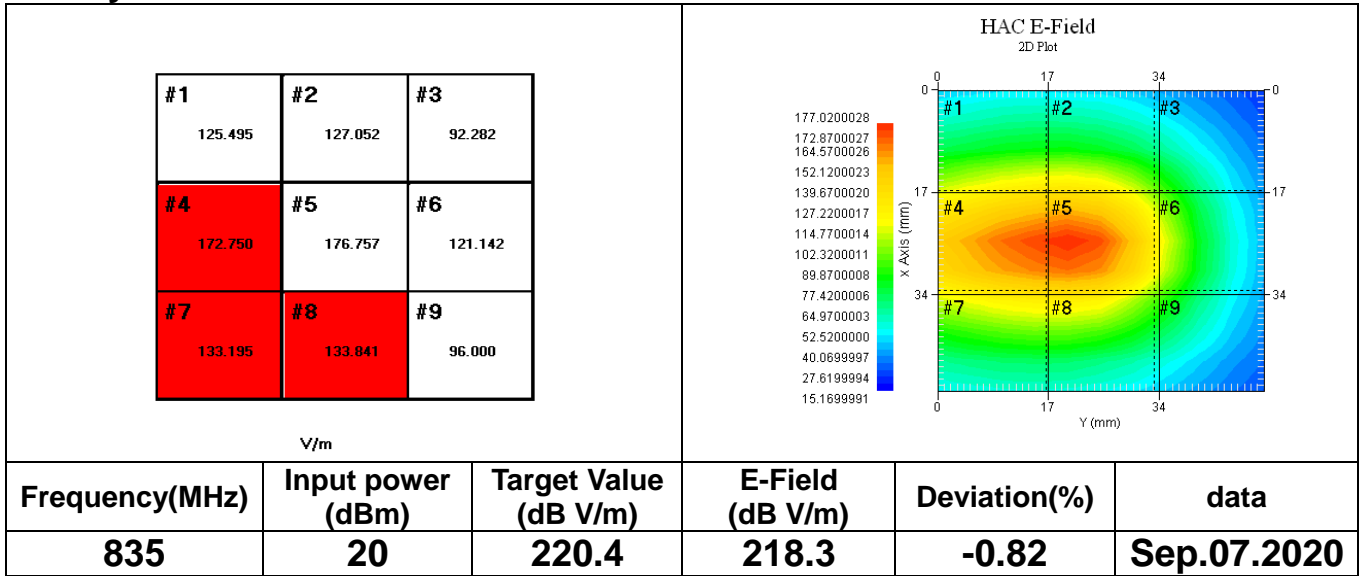 #1 #2 #3
125.495 127.052 92.282
#4 #5 #6
172.750 176.757 121.142
#7 #8 #9
133.195 133.841 96.000
V/m
HAC E-Field
2D Plot
177.0200028
172.8700027
164.5700026
152.1200023
139.6700020
127.2200017
114.7700014
102.3200011
89.8700008
77.4200006
64.9700003
52.5200000
40.0699997
27.6199994
15.1699991
0 17 34
0 0
#1 #2 #3
17 17
#4 #5 #6
x Axis (mm)
34 34
#7 #8 #9
0 17 34
Y (mm)
Frequency(MHz) Input power (dBm) Target Value (dB V/m) E-Field (dB V/m) Deviation(%) data
835 20 220.4 218.3 -0.82 Sep.07.2020